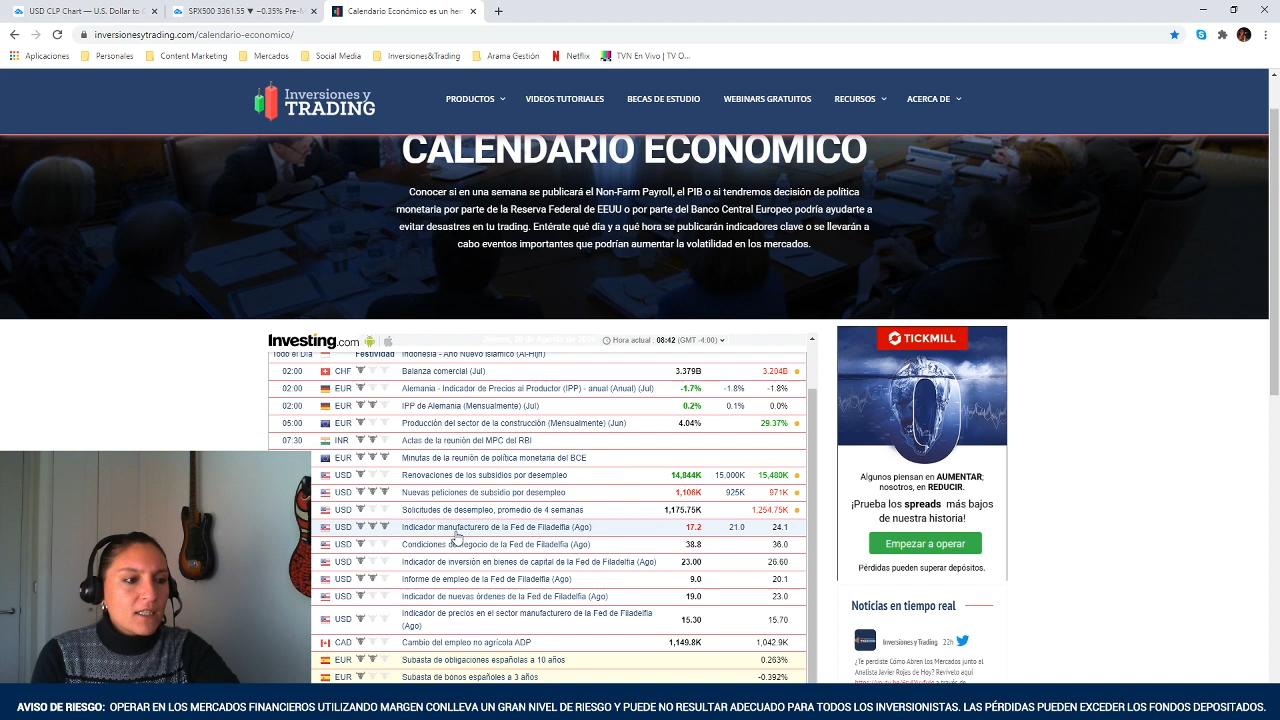 USD CLP Chart — U.S. Dollar to C
SPX500 3361.55 ▼ −0.35% Pre-M
Calendario Económico es un her
inversionesytrading.com/calendario-economico/
Aplicaciones Personales Content Marketing Mercados Social Media Inversiones&Trading Arama Gestión Netflix TVN En Vivo | TV O...
Inversiones y
TRADING
PRODUCTOS VIDEOS TUTORIALES BECAS DE ESTUDIO WEBINARS GRATUITOS RECURSOS ACERCA DE
CALENDARIO ECONOMICO
Conocer si en una semana se publicará el Non-Farm Payroll, el PIB o si tendremos decisión de política
monetaria por parte de la Reserva Federal de EEUU o por parte del Banco Central Europeo podría ayudarte a
evitar desastres en tu trading. Entérate qué día y a qué hora se publicarán indicadores clave o se llevarán a
cabo eventos importantes que podrían aumentar la volatilidad en los mercados.
Investing.com Hora actual : 08:42 (GMT -4:00)
Todo el Día Festividad Indonesia - Año Nuevo Islámico (Al-Hijri)
02:00 CHF Balanza comercial (Jul) 3.379B 3.204B
02:00 EUR Alemania - Indicador de Precios al Productor (IPP) - anual (Anual) (Jul) -1.7% -1.8% -1.8%
02:00 EUR IPP de Alemania (Mensualmente) (Jul) 0.2% 0.1% 0.0%
05:00 EUR Producción del sector de la construcción (Mensualmente) (Jun) 4.04% 29.37%
07:30 INR Actas de la reunión del MPC del RBI
EUR Minutas de la reunión de política monetaria del BCE
USD Renovaciones de los subsidios por desempleo 14,844K 15,000K 15,480K
USD Nuevas peticiones de subsidio por desempleo 1,106K 925K 971K
USD Solicitudes de desempleo, promedio de 4 semanas 1,175.75K 1,254.75K
USD Indicador manufacturero de la Fed de Filadelfia (Ago) 17.2 21.0 24.1
USD Condiciones de negocio de la Fed de Filadelfia (Ago) 38.8 36.0
USD Indicador de inversión en bienes de capital de la Fed de Filadelfia (Ago) 23.00 26.60
USD Informe de empleo de la Fed de Filadelfia (Ago) 9.0 20.1
USD Indicador de nuevas órdenes de la Fed de Filadelfia (Ago) 19.0 23.0
USD Indicador de precios en el sector manufacturero de la Fed de Filadelfia
(Ago) 15.30 15.70
CAD Cambio del empleo no agrícola ADP 1,149.8K 1,042.9K
EUR Subasta de obligaciones españolas a 10 años 0.263%
EUR Subasta de bonos españoles a 3 años -0.392%
TICKMILL
Algunos piensan en AUMENTAR;
nosotros, en REDUCIR.
¡Prueba los spreads más bajos
de nuestra historia!
Empezar a operar
Pérdidas pueden superar depósitos.
Noticias en tiempo real
Inversiones y Trading 22h
¿Te perdiste Cómo Abren los Mercados junto al
Analista Javier Rojas de Hoy? Revívelo aquí
AVISO DE RIESGO: OPERAR EN LOS MERCADOS FINANCIEROS UTILIZANDO MARGEN CONLLEVA UN GRAN NIVEL DE RIESGO Y PUEDE NO RESULTAR ADECUADO PARA TODOS LOS INVERSIONISTAS. LAS PÉRDIDAS PUEDEN EXCEDER LOS FONDOS DEPOSITADOS.